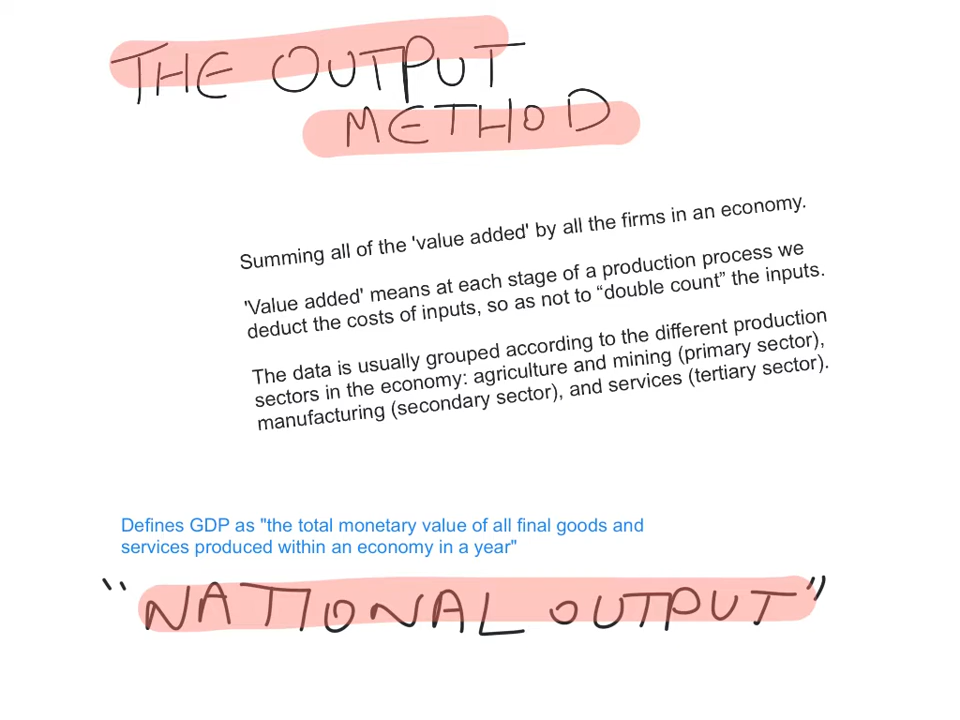 THE OUTPUT
METHOD
Summing all of the 'value added' by all the firms in an economy.
'Value added' means at each stage of a production process we
deduct the costs of inputs, so as not to “double count” the inputs.
The data is usually grouped according to the different production
sectors in the economy: agriculture and mining (primary sector),
manufacturing (secondary sector), and services (tertiary sector).
Defines GDP as "the total monetary value of all final goods and
services produced within an economy in a year"
"NATIONAL OUTPUT"